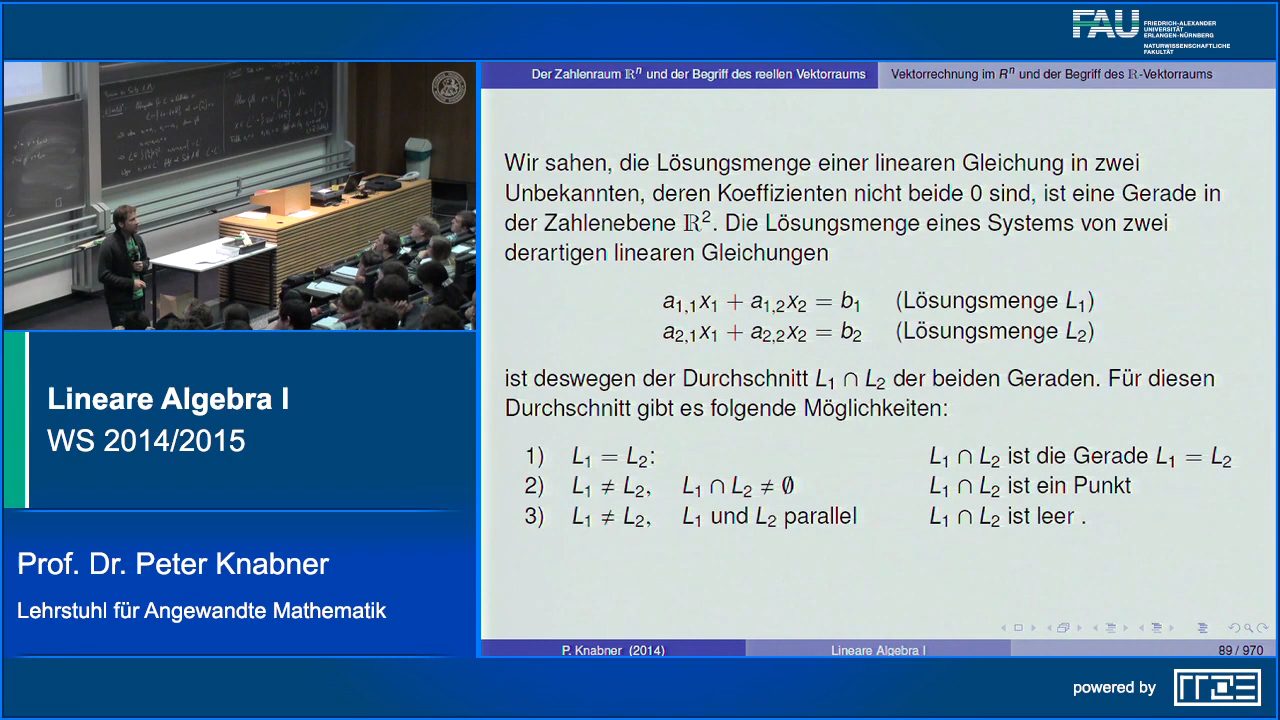 FAU FRIEDRICH-ALEXANDER
UNIVERSITÄT
ERLANGEN-NÜRNBERG
NATURWISSENSCHAFTLICHE
FAKULTÄT
Der Zahlenraum ℝⁿ und der Begriff des reellen Vektorraums
Vektorrechnung im Rⁿ und der Begriff des ℝ-Vektorraums
Wir sahen, die Lösungsmenge einer linearen Gleichung in zwei
Unbekannten, deren Koeffizienten nicht beide 0 sind, ist eine Gerade in
der Zahlenebene ℝ². Die Lösungsmenge eines Systems von zwei
derartigen linearen Gleichungen
a₁,₁x₁ + a₁,₂x₂ = b₁ (Lösungsmenge L₁)
a₂,₁x₁ + a₂,₂x₂ = b₂ (Lösungsmenge L₂)
ist deswegen der Durchschnitt L₁ ∩ L₂ der beiden Geraden. Für diesen
Durchschnitt gibt es folgende Möglichkeiten:
1) L₁ = L₂: L₁ ∩ L₂ ist die Gerade L₁ = L₂
2) L₁ ≠ L₂, L₁ ∩ L₂ ≠ ∅ L₁ ∩ L₂ ist ein Punkt
3) L₁ ≠ L₂, L₁ und L₂ parallel L₁ ∩ L₂ ist leer .
P. Knabner (2014) Lineare Algebra I 89 / 970
Lineare Algebra I
WS 2014/2015
Prof. Dr. Peter Knabner
Lehrstuhl für Angewandte Mathematik
powered by RRZE